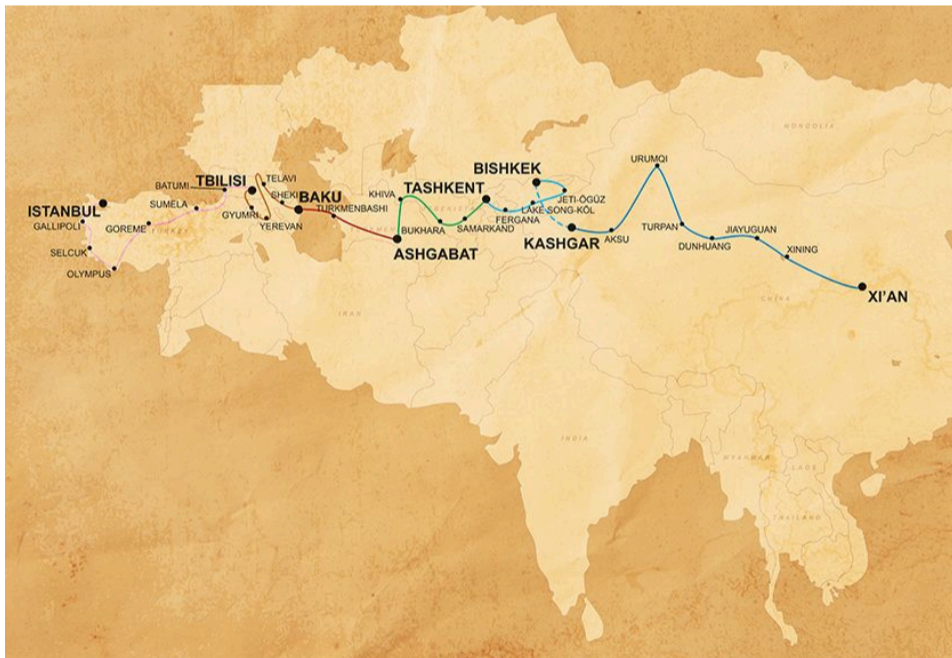 MONGOLIA
URUMQI
BISHKEK
TELAVI
TBILISI
BATUMI
TASHKENT
KHIVA
SHEKI
BAKU
JETI-ÖGÜZ
SUMELA
LAKE SONG-KÖL
TURKMENBASHI
ISTANBUL
GYUMRI
FERGANA
GALLIPOLI
GOREME
TURKEY
YEREVAN
BUKHARA
SAMARKAND
TURPAN
JIAYUGUAN
KASHGAR
AKSU
DUNHUANG
SELCUK
ASHGABAT
XINING
OLYMPUS
XI'AN
CHINA
IRAN
INDIA
MYANMAR
LAOS
THAILAND